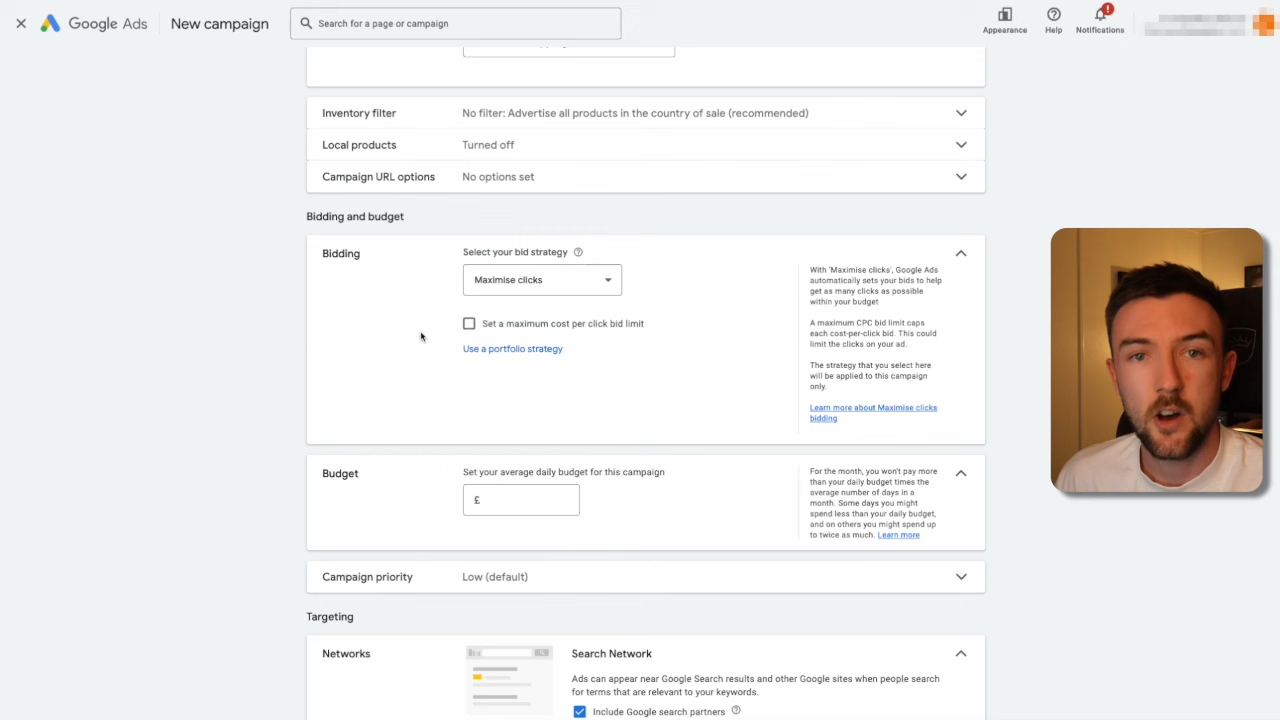 Google Ads
New campaign
Search for a page or campaign
Appearance
Help
Notifications
Inventory filter
No filter: Advertise all products in the country of sale (recommended)
Local products
Turned off
Campaign URL options
No options set
Bidding and budget
Bidding
Select your bid strategy
Maximise clicks
Set a maximum cost per click bid limit
Use a portfolio strategy
With 'Maximise clicks', Google Ads
automatically sets your bids to help
get as many clicks as possible
within your budget
A maximum CPC bid limit caps
each cost-per-click bid. This could
limit the clicks on your ad.
The strategy that you select here
will be applied to this campaign
only.
Learn more about Maximise clicks
bidding
Budget
Set your average daily budget for this campaign
£
For the month, you won't pay more
than your daily budget times the
average number of days in a
month. Some days you might
spend less than your daily budget,
and on others you might spend up
to twice as much. Learn more
Campaign priority
Low (default)
Targeting
Networks
Search Network
Ads can appear near Google Search results and other Google sites when people search
for terms that are relevant to your keywords.
Include Google search partners